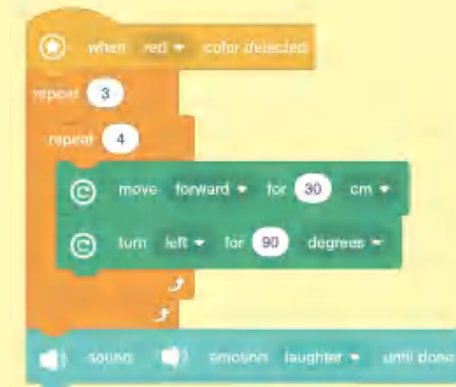 when red color detected
repeat 3
repeat 4
move forward for 30 cm
turn left for 90 degrees
sound emotion laughter until done